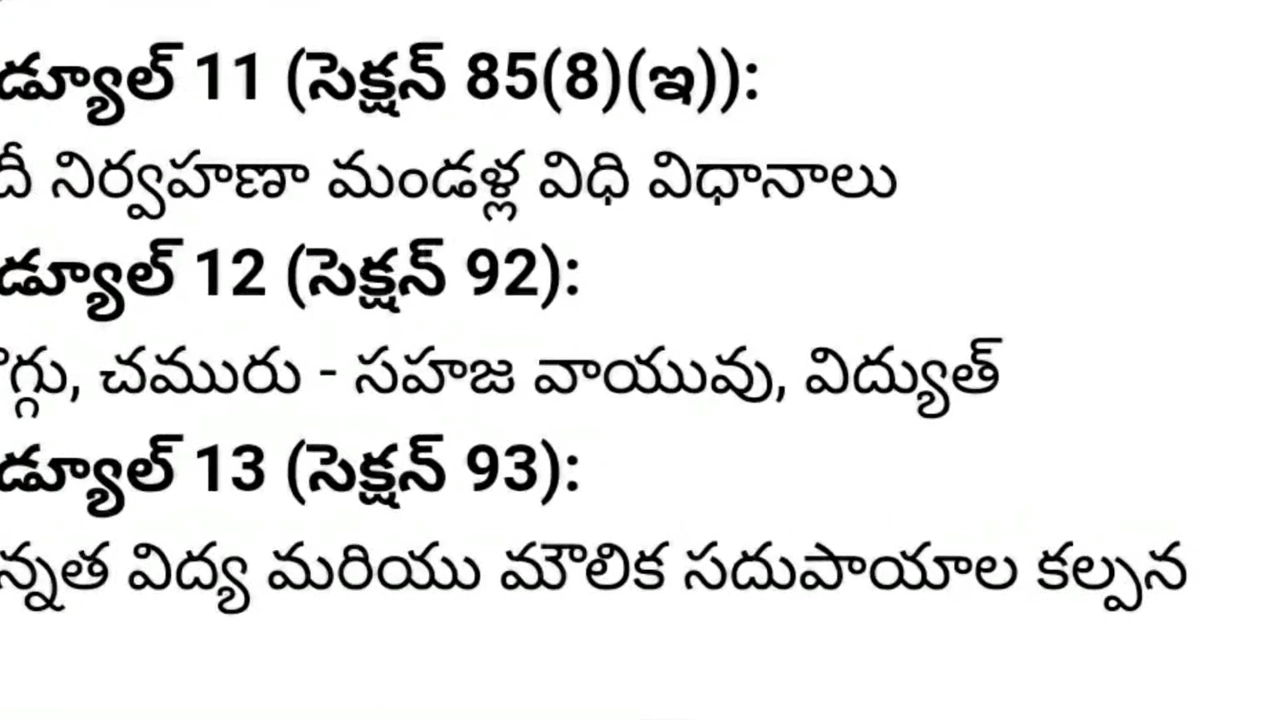 డ్యూల్ 11 (సెక్షన్ 85(8)(ఇ)):
దీ నిర్వహణా మండళ్ల విధి విధానాలు
డ్యూల్ 12 (సెక్షన్ 92):
గ్గు, చమురు - సహజ వాయువు, విద్యుత్
డ్యూల్ 13 (సెక్షన్ 93):
న్నత విద్య మరియు మౌలిక సదుపాయాల కల్పన